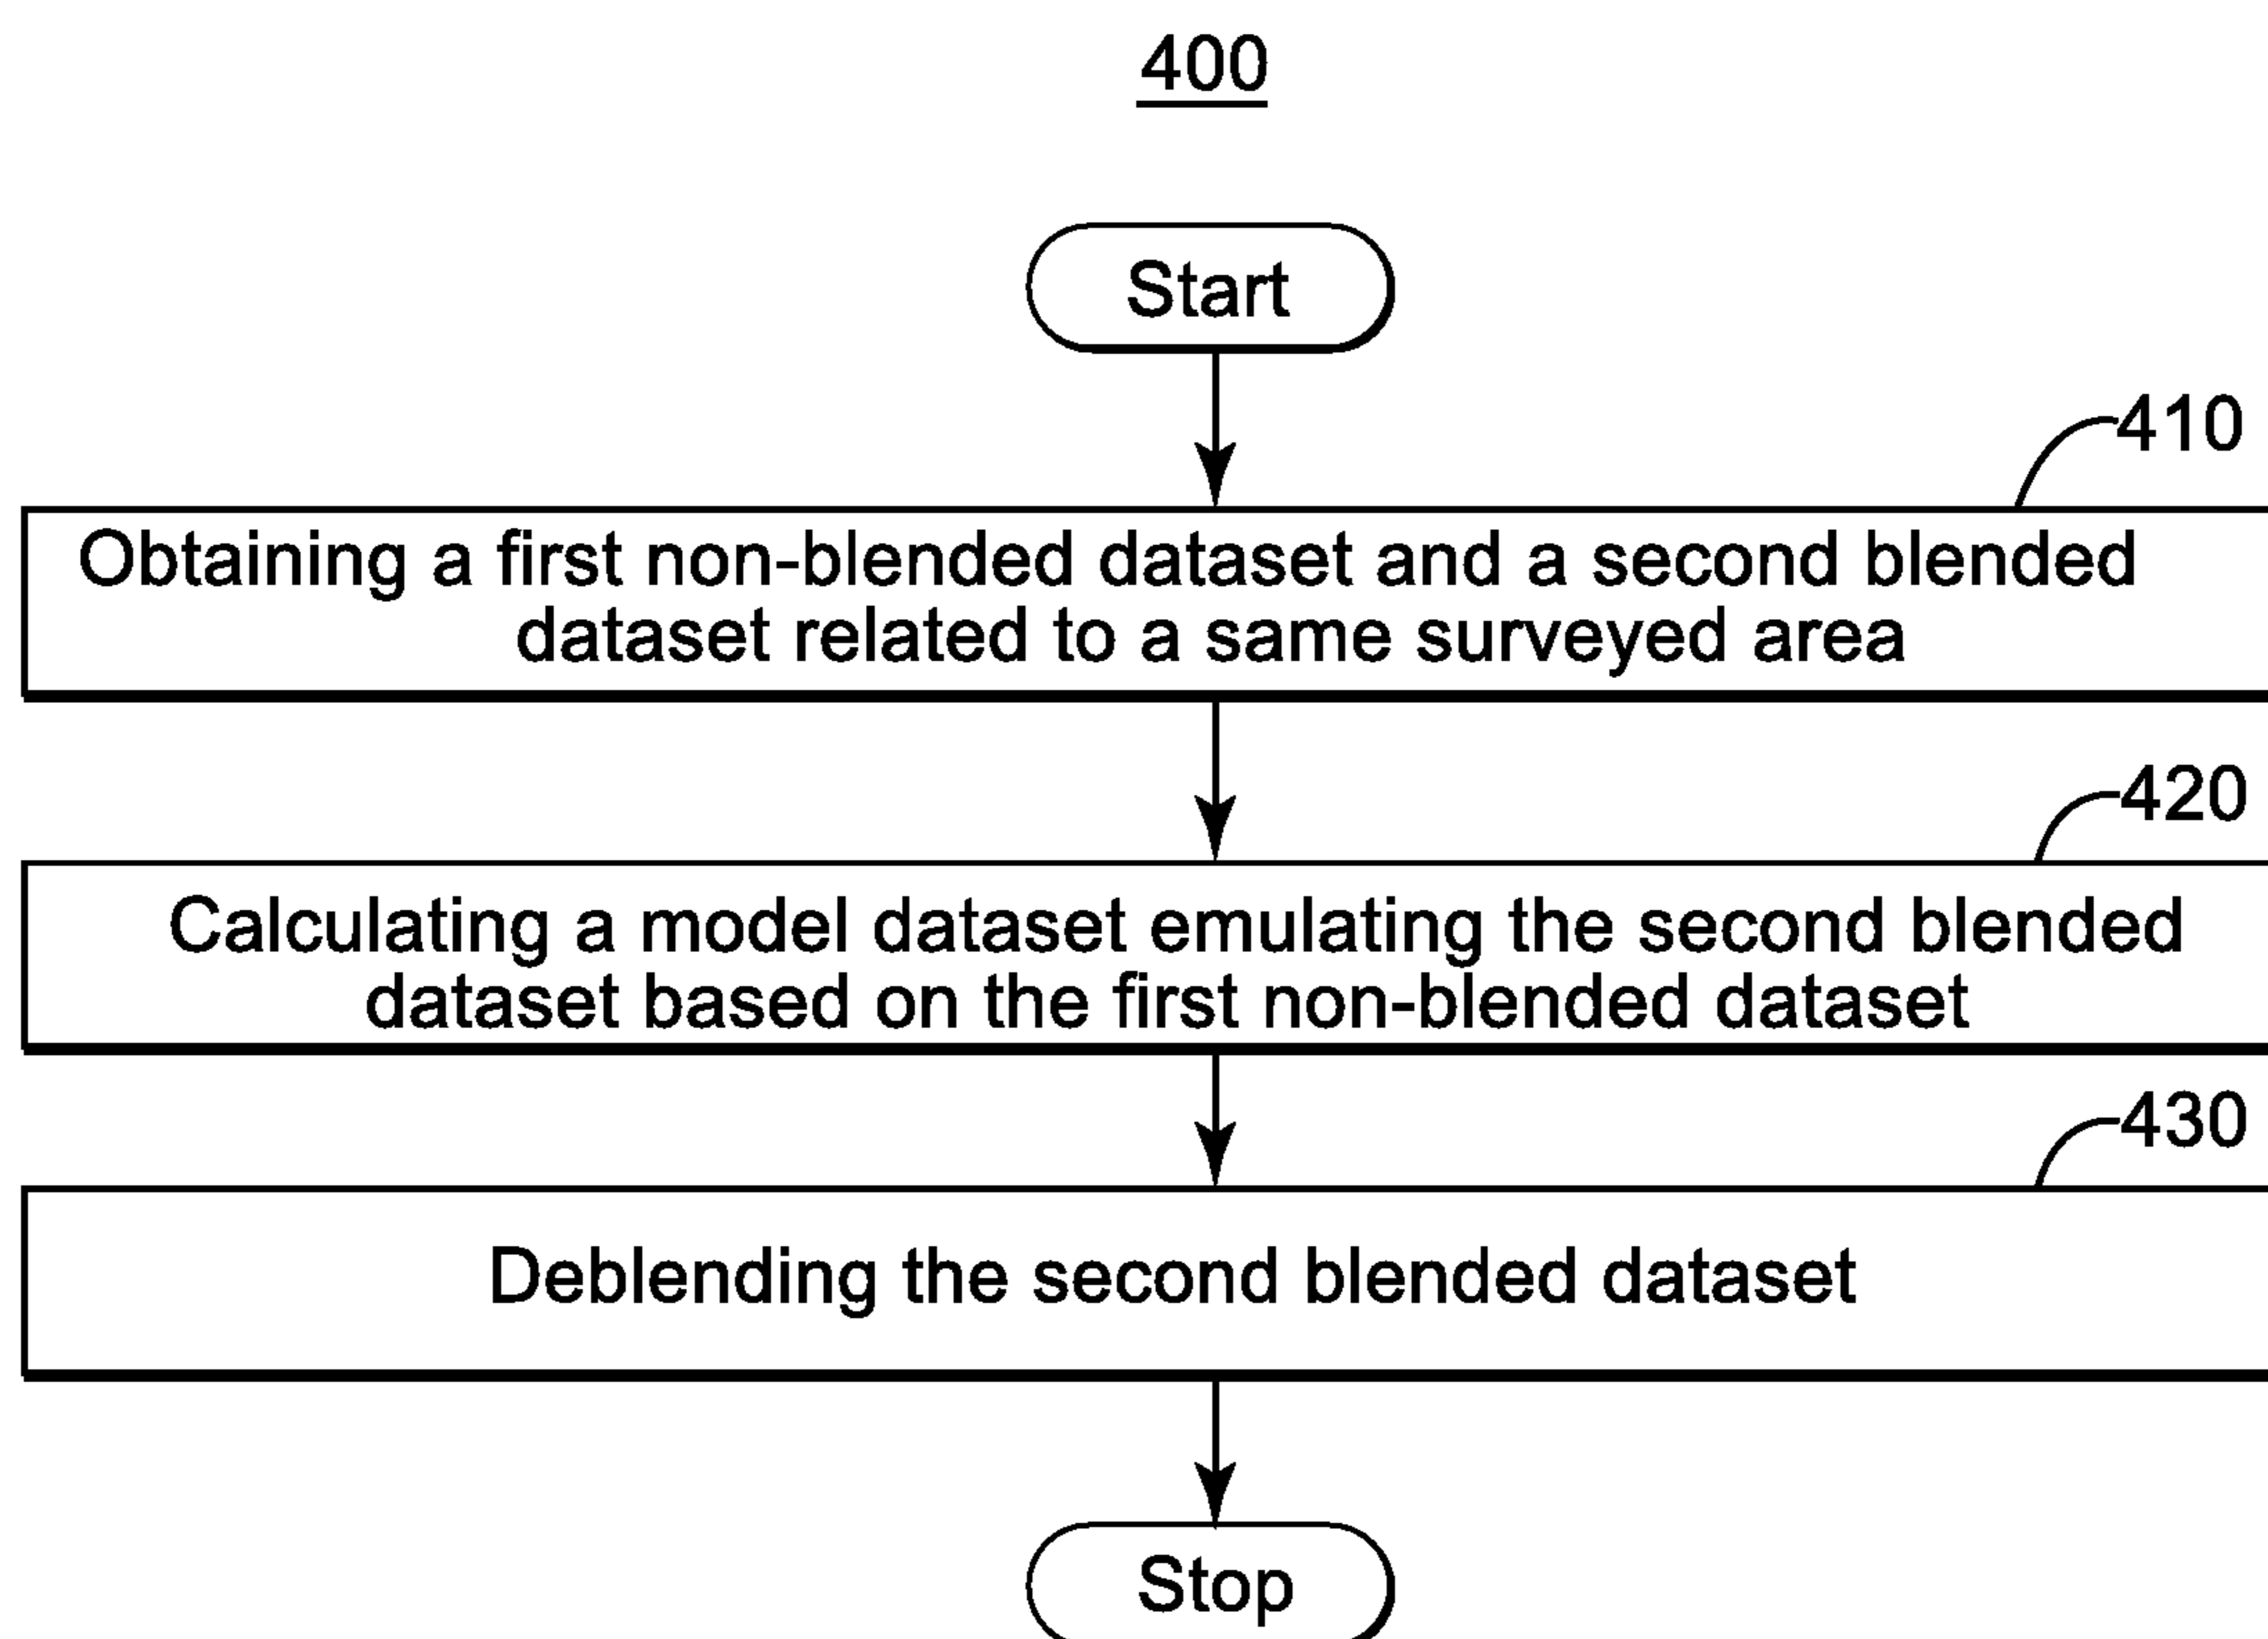 400
Start
410
Obtaining a first non-blended dataset and a second blended
dataset related to a same surveyed area
420
Calculating a model dataset emulating the second blended
dataset based on the first non-blended dataset
430
Deblending the second blended dataset
Stop